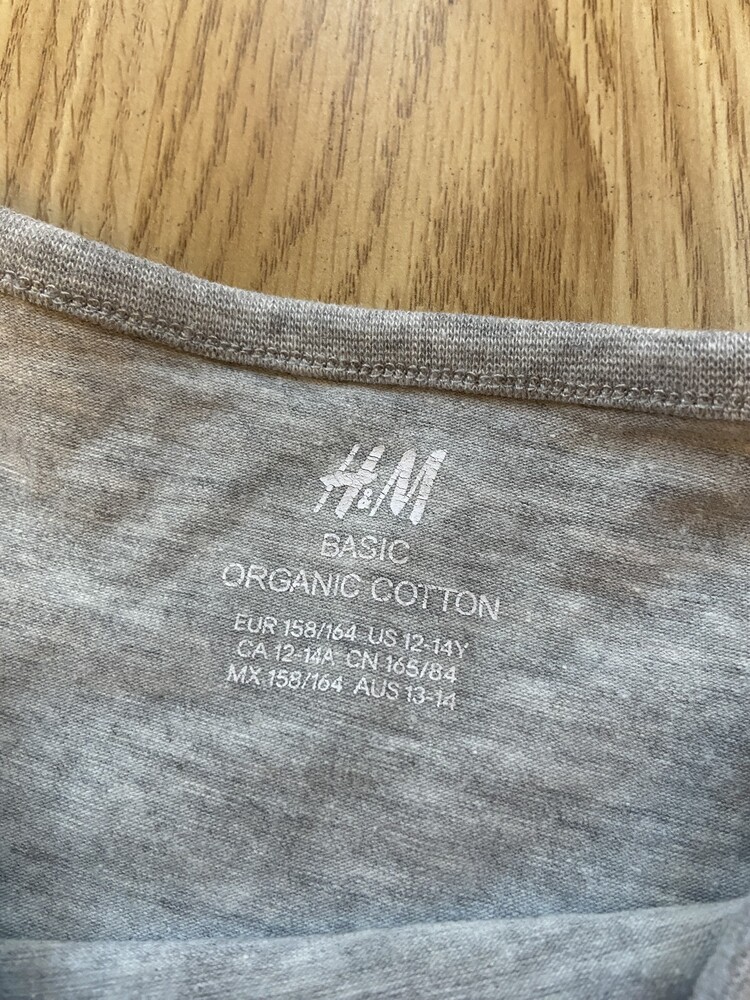 H&M
BASIC
ORGANIC COTTON
EUR 158/164 US 12-14Y
CA 12-14A CN 165/84
MX 158/164 AUS 13-14